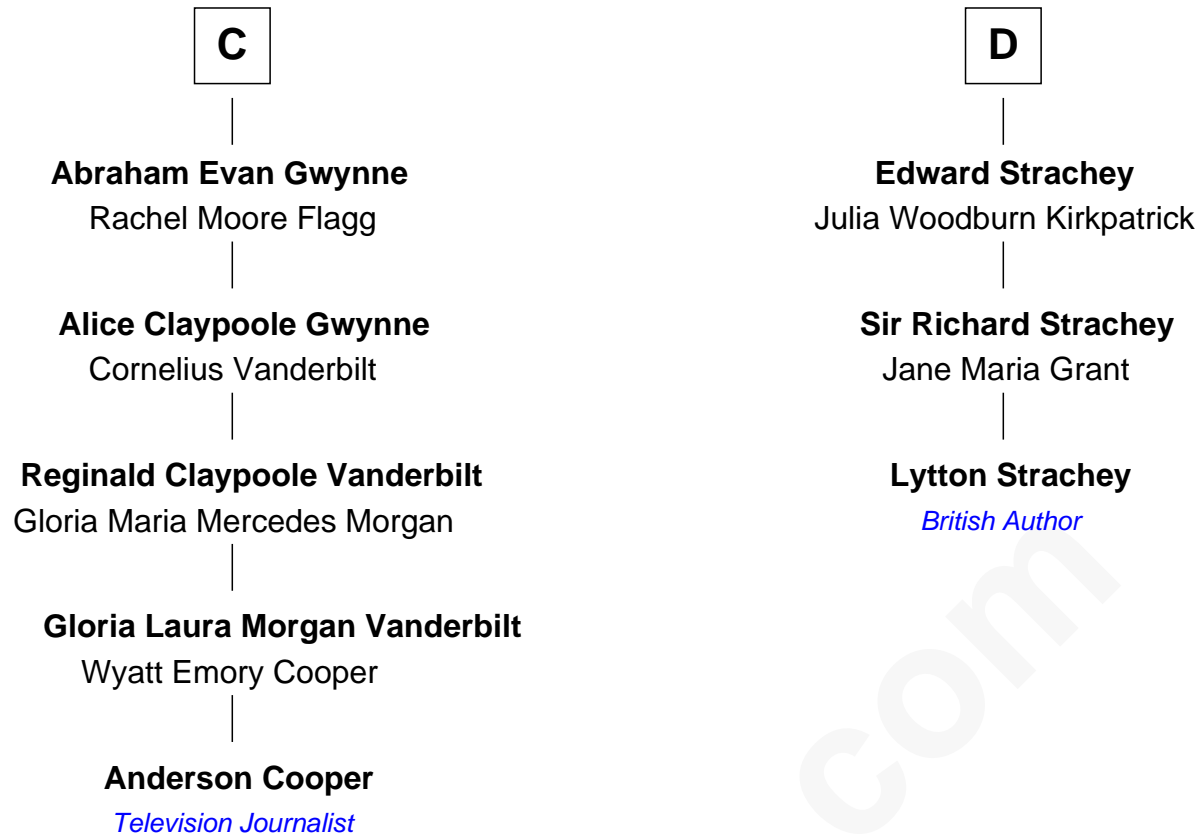 C
Abraham Evan Gwynne
Rachel Moore Flagg
Alice Claypoole Gwynne
Cornelius Vanderbilt
Reginald Claypoole Vanderbilt
Gloria Maria Mercedes Morgan
Gloria Laura Morgan Vanderbilt
Wyatt Emory Cooper
Anderson Cooper
Television Journalist
D
Edward Strachey
Julia Woodburn Kirkpatrick
Sir Richard Strachey
Jane Maria Grant
Lytton Strachey
British Author
com